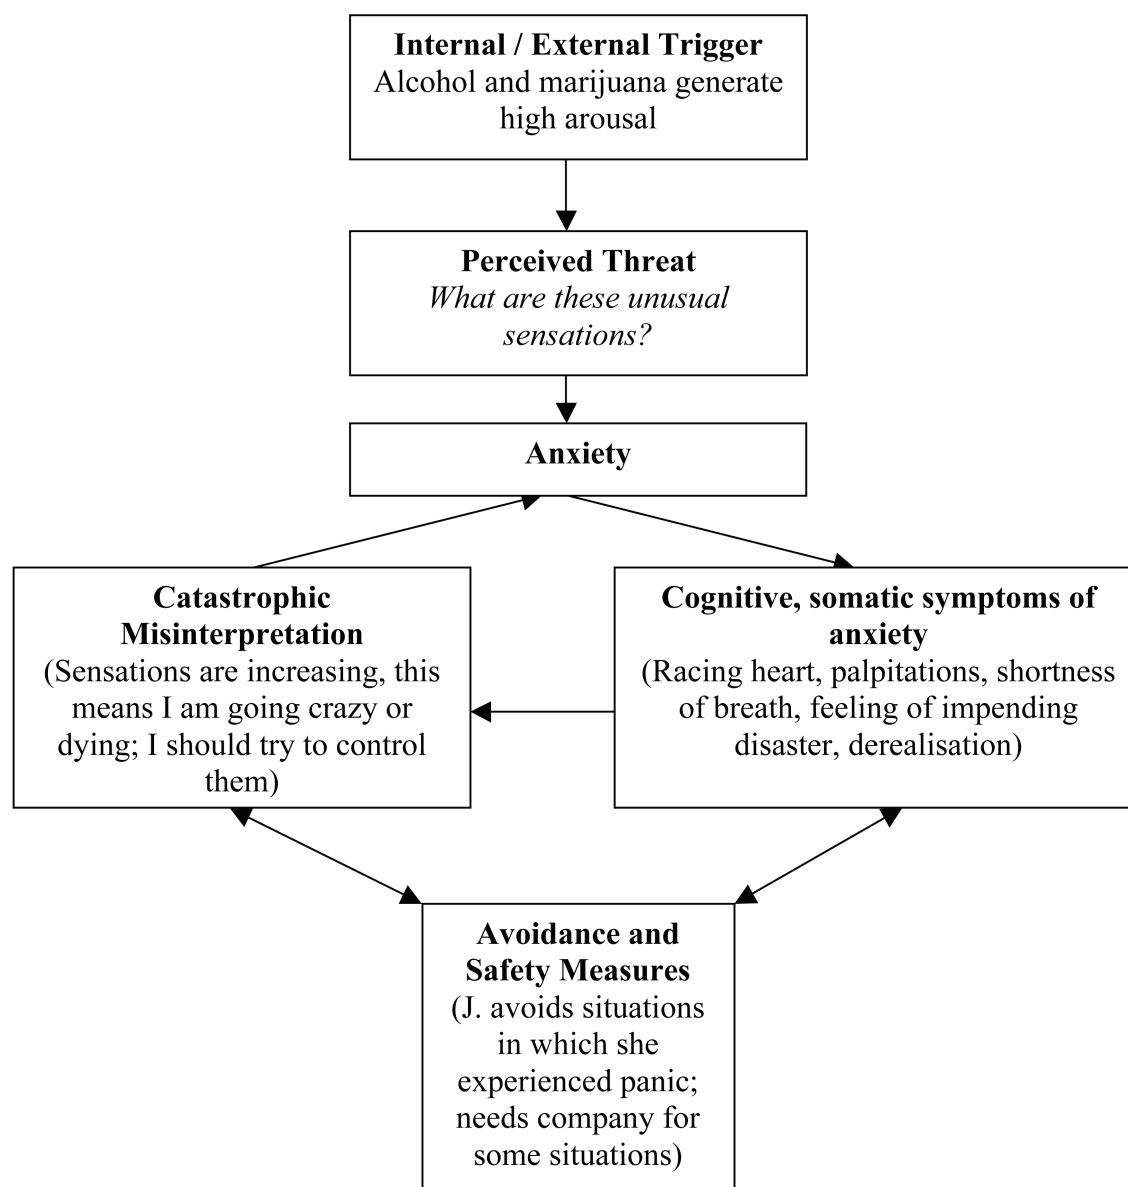 Internal / External Trigger
Alcohol and marijuana generate
high arousal
Perceived Threat
What are these unusual
sensations?
Anxiety
Catastrophic
Misinterpretation
(Sensations are increasing, this
means I am going crazy or
dying; I should try to control
them)
Cognitive, somatic symptoms of
anxiety
(Racing heart, palpitations, shortness
of breath, feeling of impending
disaster, derealisation)
Avoidance and
Safety Measures
(J. avoids situations
in which she
experienced panic;
needs company for
some situations)